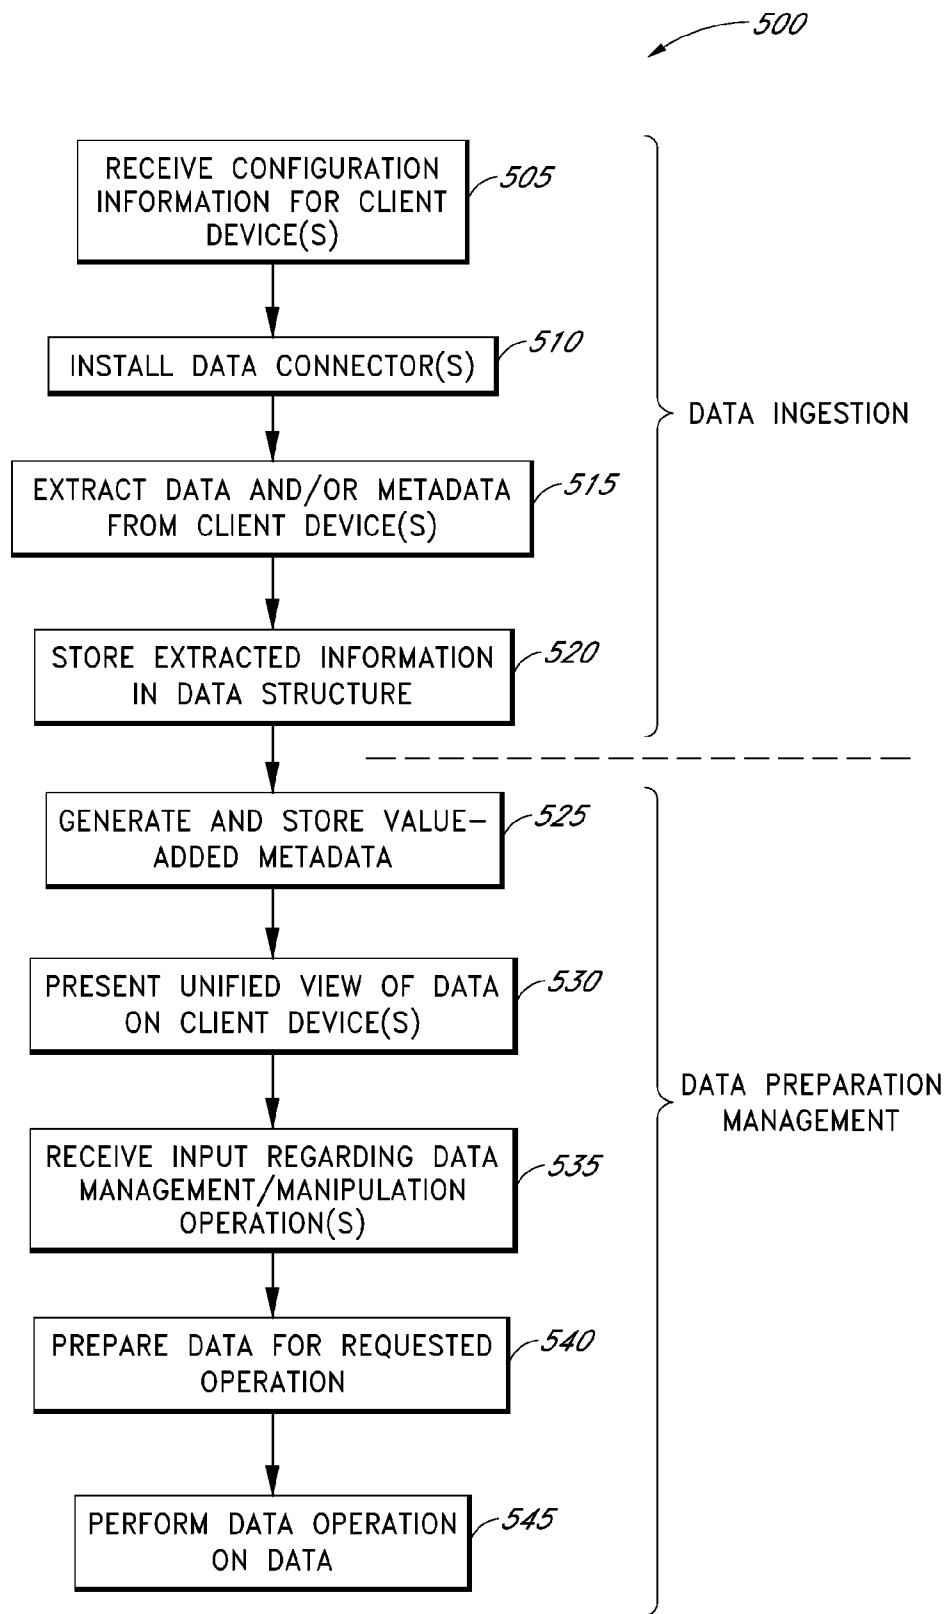 500
RECEIVE CONFIGURATION
INFORMATION FOR CLIENT
DEVICE(S)
505
INSTALL DATA CONNECTOR(S)
510
DATA INGESTION
EXTRACT DATA AND/OR METADATA
FROM CLIENT DEVICE(S)
515
STORE EXTRACTED INFORMATION
IN DATA STRUCTURE
520
GENERATE AND STORE VALUE-
ADDED METADATA
525
PRESENT UNIFIED VIEW OF DATA
ON CLIENT DEVICE(S)
530
DATA PREPARATION
MANAGEMENT
RECEIVE INPUT REGARDING DATA
MANAGEMENT/MANIPULATION
OPERATION(S)
535
PREPARE DATA FOR REQUESTED
OPERATION
540
PERFORM DATA OPERATION
ON DATA
545